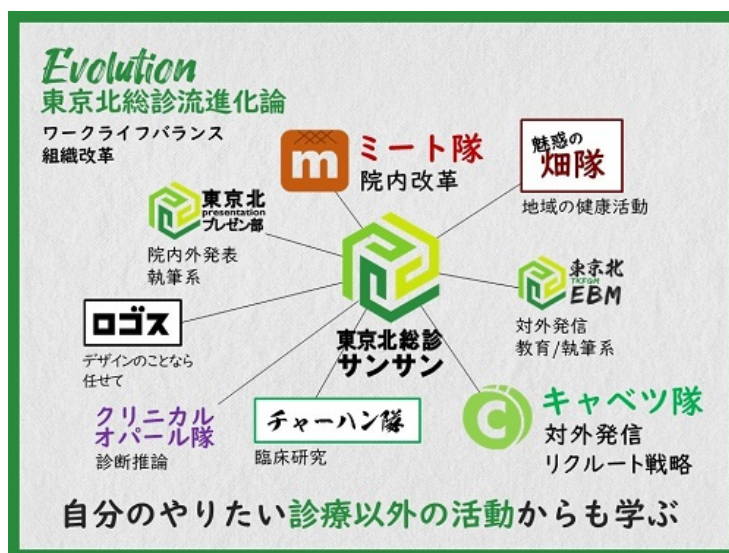 Evolution
東京北総診流進化論
ワークライフバランス
組織改革
m
ミート隊
院内改革
魅惑の
畑隊
地域の健康活動
東京北
presentation
プレゼン部
院内外発表
執筆系
東京北
TKFGM
EBM
対外発信
教育/執筆系
東京北総診
サンサン
ロゴス
デザインのことなら
任せて
クリニカル
オパール隊
診断推論
チャーハン隊
臨床研究
C
キャベツ隊
対外発信
リクルート戦略
自分のやりたい診療以外の活動からも学ぶ